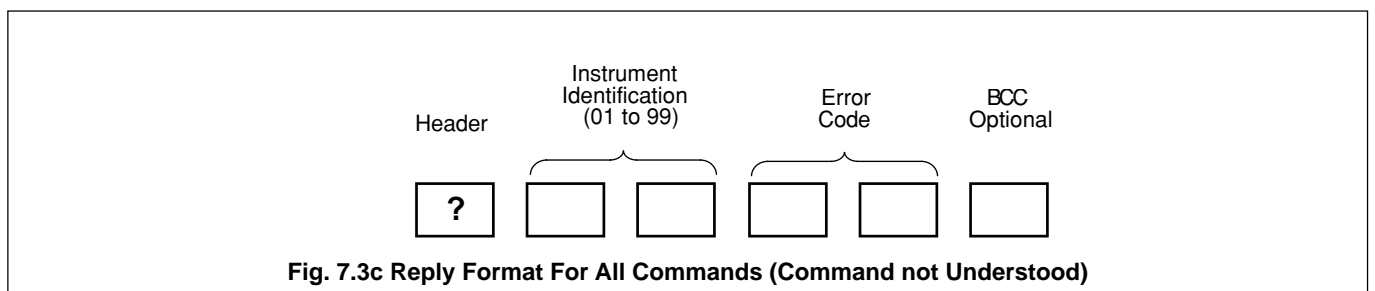 Instrument
Identification
(01 to 99)
Header
Error
Code
BCC
Optional
?
Fig. 7.3c Reply Format For All Commands (Command not Understood)